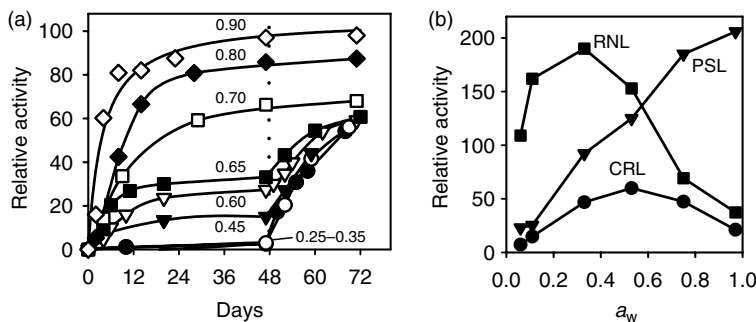 (a)
Relative activity
100
80
60
40
20
0
0.90
0.80
0.70
0.65
0.60
0.45
0.25–0.35
0 12 24 36 48 60 72
Days
(b)
Relative activity
200
150
100
50
0
RNL
PSL
CRL
0.0 0.2 0.4 0.6 0.8 1.0
aw